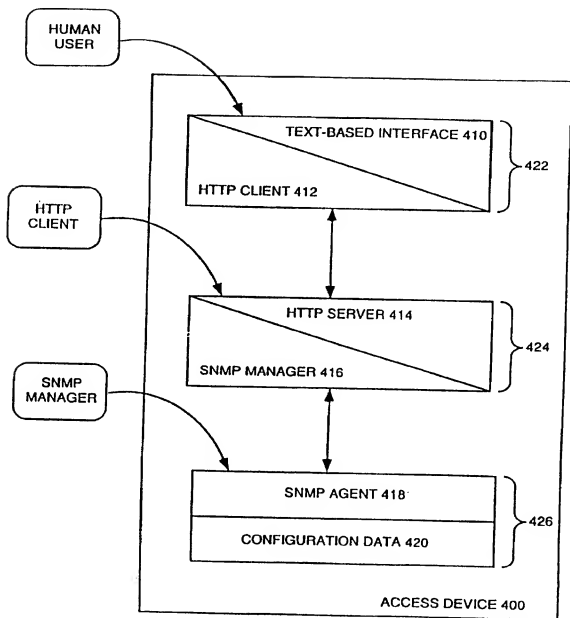 HUMAN
USER
TEXT-BASED INTERFACE 410
HTTP CLIENT 412
422
HTTP
CLIENT
HTTP SERVER 414
SNMP MANAGER 416
424
SNMP
MANAGER
SNMP AGENT 418
CONFIGURATION DATA 420
426
ACCESS DEVICE 400